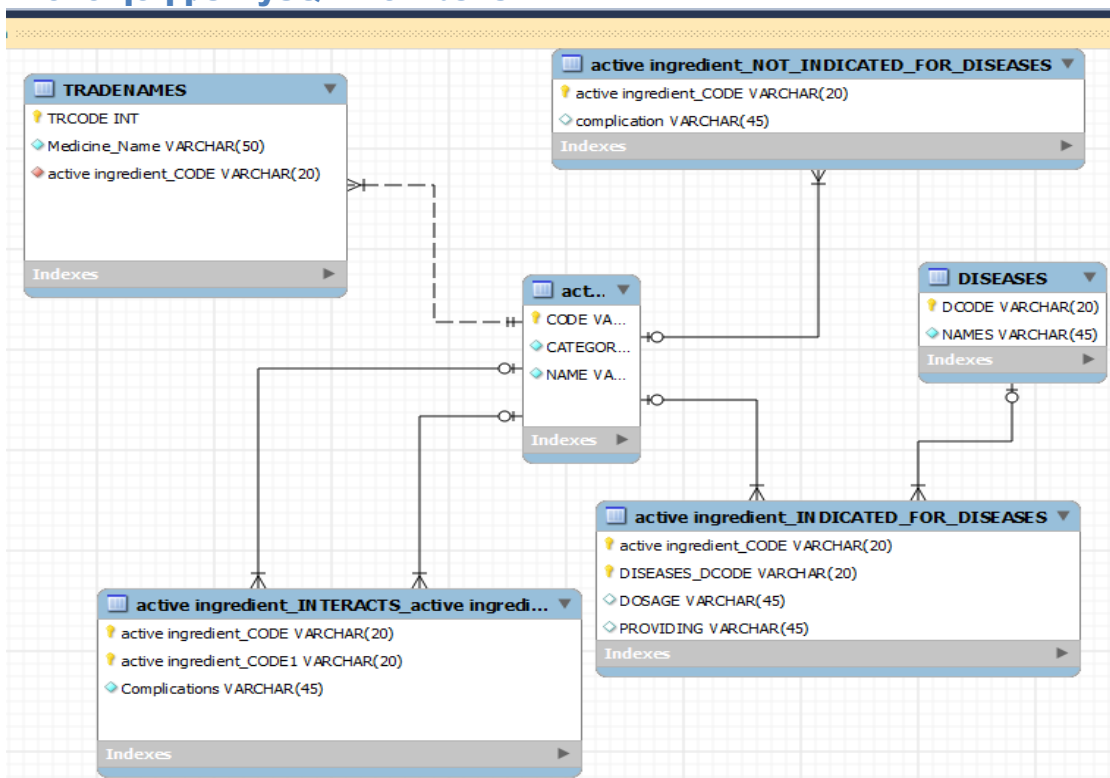 TRADENAMES
TRCODE INT
Medicine_Name VARCHAR(50)
active ingredient_CODE VARCHAR(20)
Indexes
active ingredient_NOT_INDICATED_FOR_DISEASES
active ingredient_CODE VARCHAR(20)
complication VARCHAR(45)
Indexes
act...
CODE VA...
CATEGOR...
NAME VA...
Indexes
DISEASES
DCODE VARCHAR(20)
NAMES VARCHAR(45)
Indexes
active ingredient_INDICATED_FOR_DISEASES
active ingredient_CODE VARCHAR(20)
DISEASES_DCODE VARCHAR(20)
DOSAGE VARCHAR(45)
PROVIDING VARCHAR(45)
Indexes
active ingredient_INTERACTS_active ingredi...
active ingredient_CODE VARCHAR(20)
active ingredient_CODE1 VARCHAR(20)
Complications VARCHAR(45)
Indexes